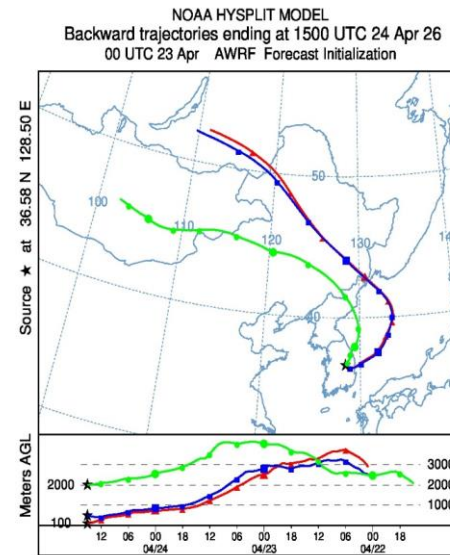 NOAA HYSPLIT MODEL
Backward trajectories ending at 1500 UTC 24 Apr 26
00 UTC 23 Apr AWRF Forecast Initialization
Source ★ at 36.58 N 128.50 E
100
110
120
130
50
40
14
Meters AGL
2000
100
3000
2000
1000
12 06 00 18 12 06 00 18 12 06 00 18
04/24 04/23 04/22